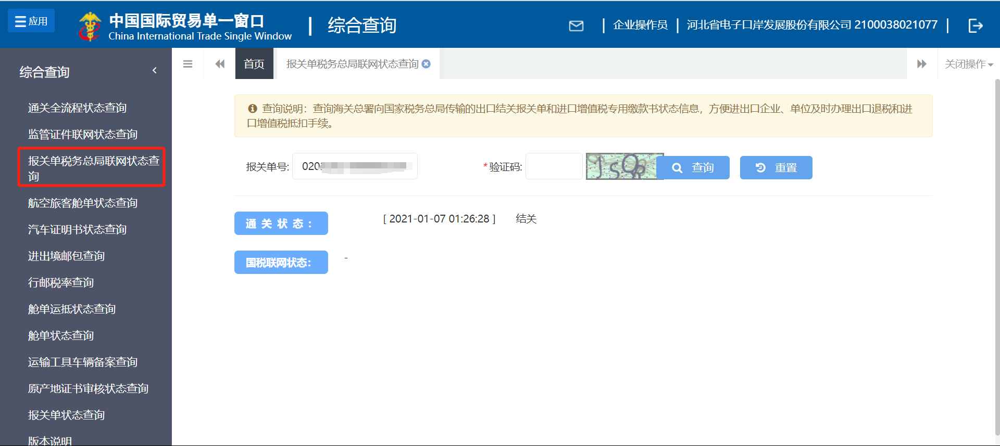 应用
中国国际贸易单一窗口
China International Trade Single Window
综合查询
企业操作员
河北省电子口岸发展股份有限公司 2100038021077
综合查询
首页
报关单税务总局联网状态查询
关闭操作
通关全流程状态查询
监管证件联网状态查询
报关单税务总局联网状态查
询
航空旅客舱单状态查询
汽车证明书状态查询
进出境邮包查询
行邮税率查询
舱单运抵状态查询
舱单状态查询
运输工具车辆备案查询
原产地证书审核状态查询
报关单状态查询
版本说明
查询说明：查询海关总署向国家税务总局传输的出口结关报关单和进口增值税专用缴款书状态信息，方便进出口企业、单位及时办理出口退税和进
口增值税抵扣手续。
报关单号: 020
*验证码:
查询
重置
通 关 状 态 ：
[ 2021-01-07 01:26:28 ] 结关
国税联网状态： -